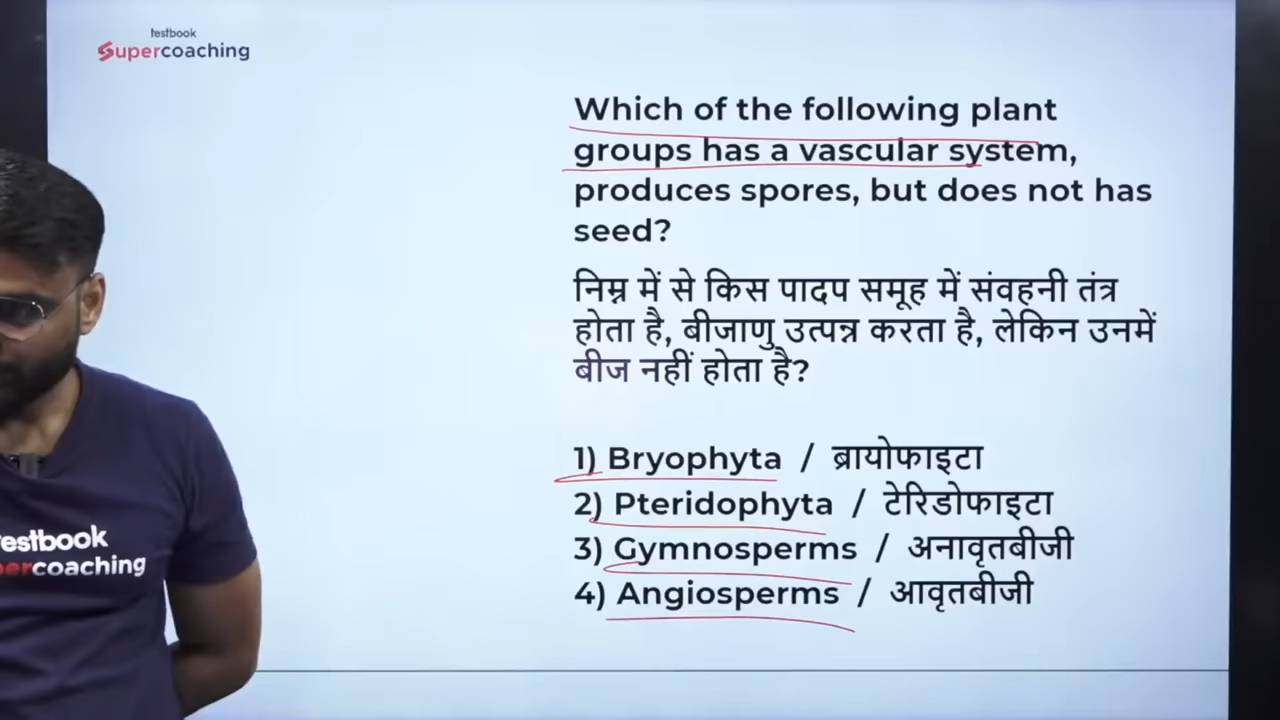 testbook
Supercoaching
Which of the following plant
groups has a vascular system,
produces spores, but does not has
seed?
निम्न में से किस पादप समूह में संवहनी तंत्र
होता है, बीजाणु उत्पन्न करता है, लेकिन उनमें
बीज नहीं होता है?
1) Bryophyta / ब्रायोफाइटा
2) Pteridophyta / टेरिडोफाइटा
3) Gymnosperms / अनावृतबीजी
4) Angiosperms / आवृतबीजी
estbook
ercoaching